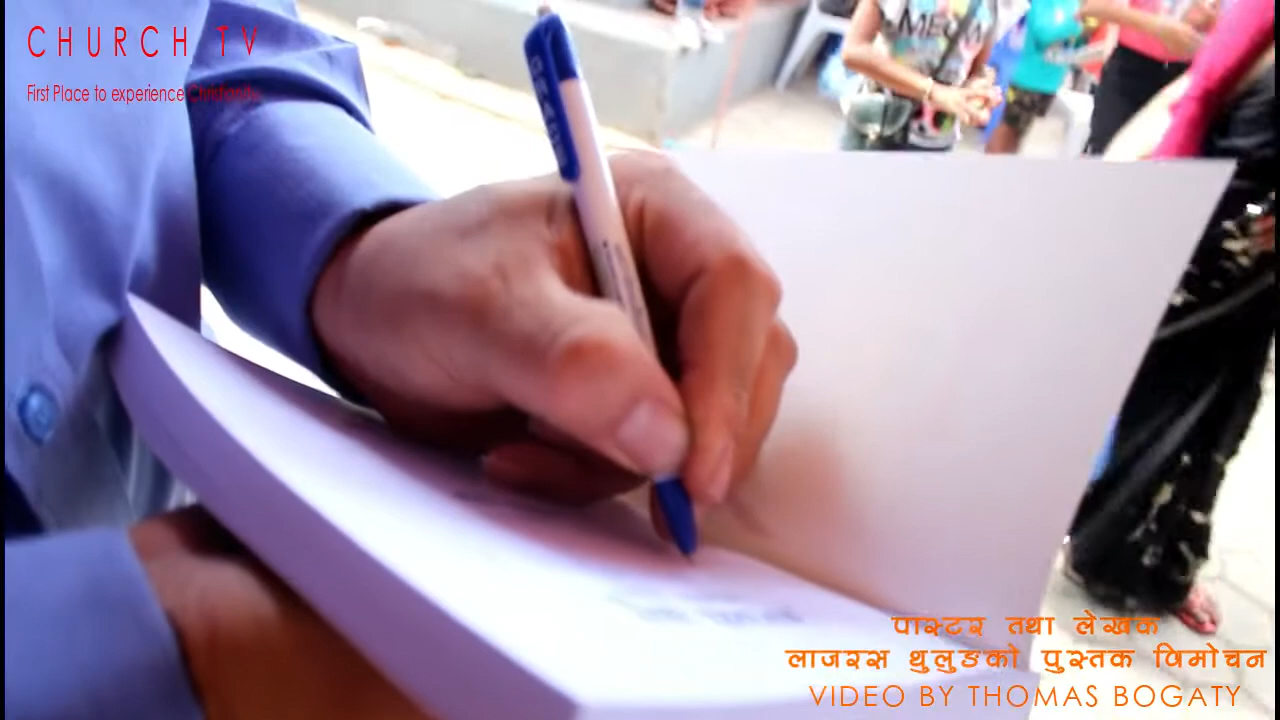 CHURCH TV
First Place to experience Christianity
पास्टर तथा लेखक
लाजरस थुलुङको पुस्तक विमोचन
VIDEO BY THOMAS BOGATY